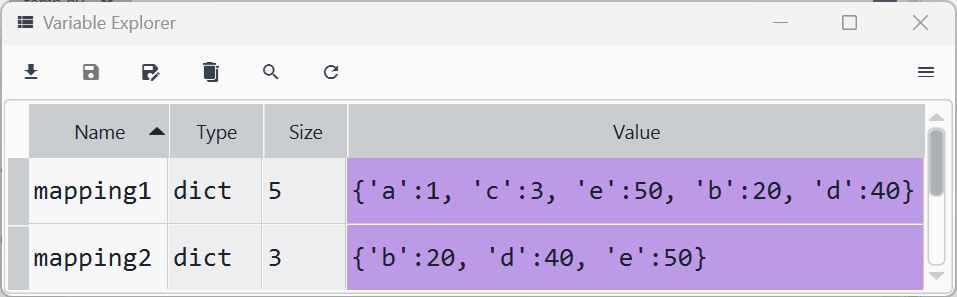 Variable Explorer
Name Type Size Value
mapping1 dict 5 {'a':1, 'c':3, 'e':50, 'b':20, 'd':40}
mapping2 dict 3 {'b':20, 'd':40, 'e':50}